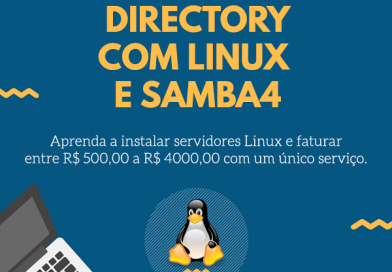 DIRECTORY
COM LINUX
E SAMBA4
Aprenda a instalar servidores Linux e faturar
entre R$ 500,00 a R$ 4000,00 com um único serviço.